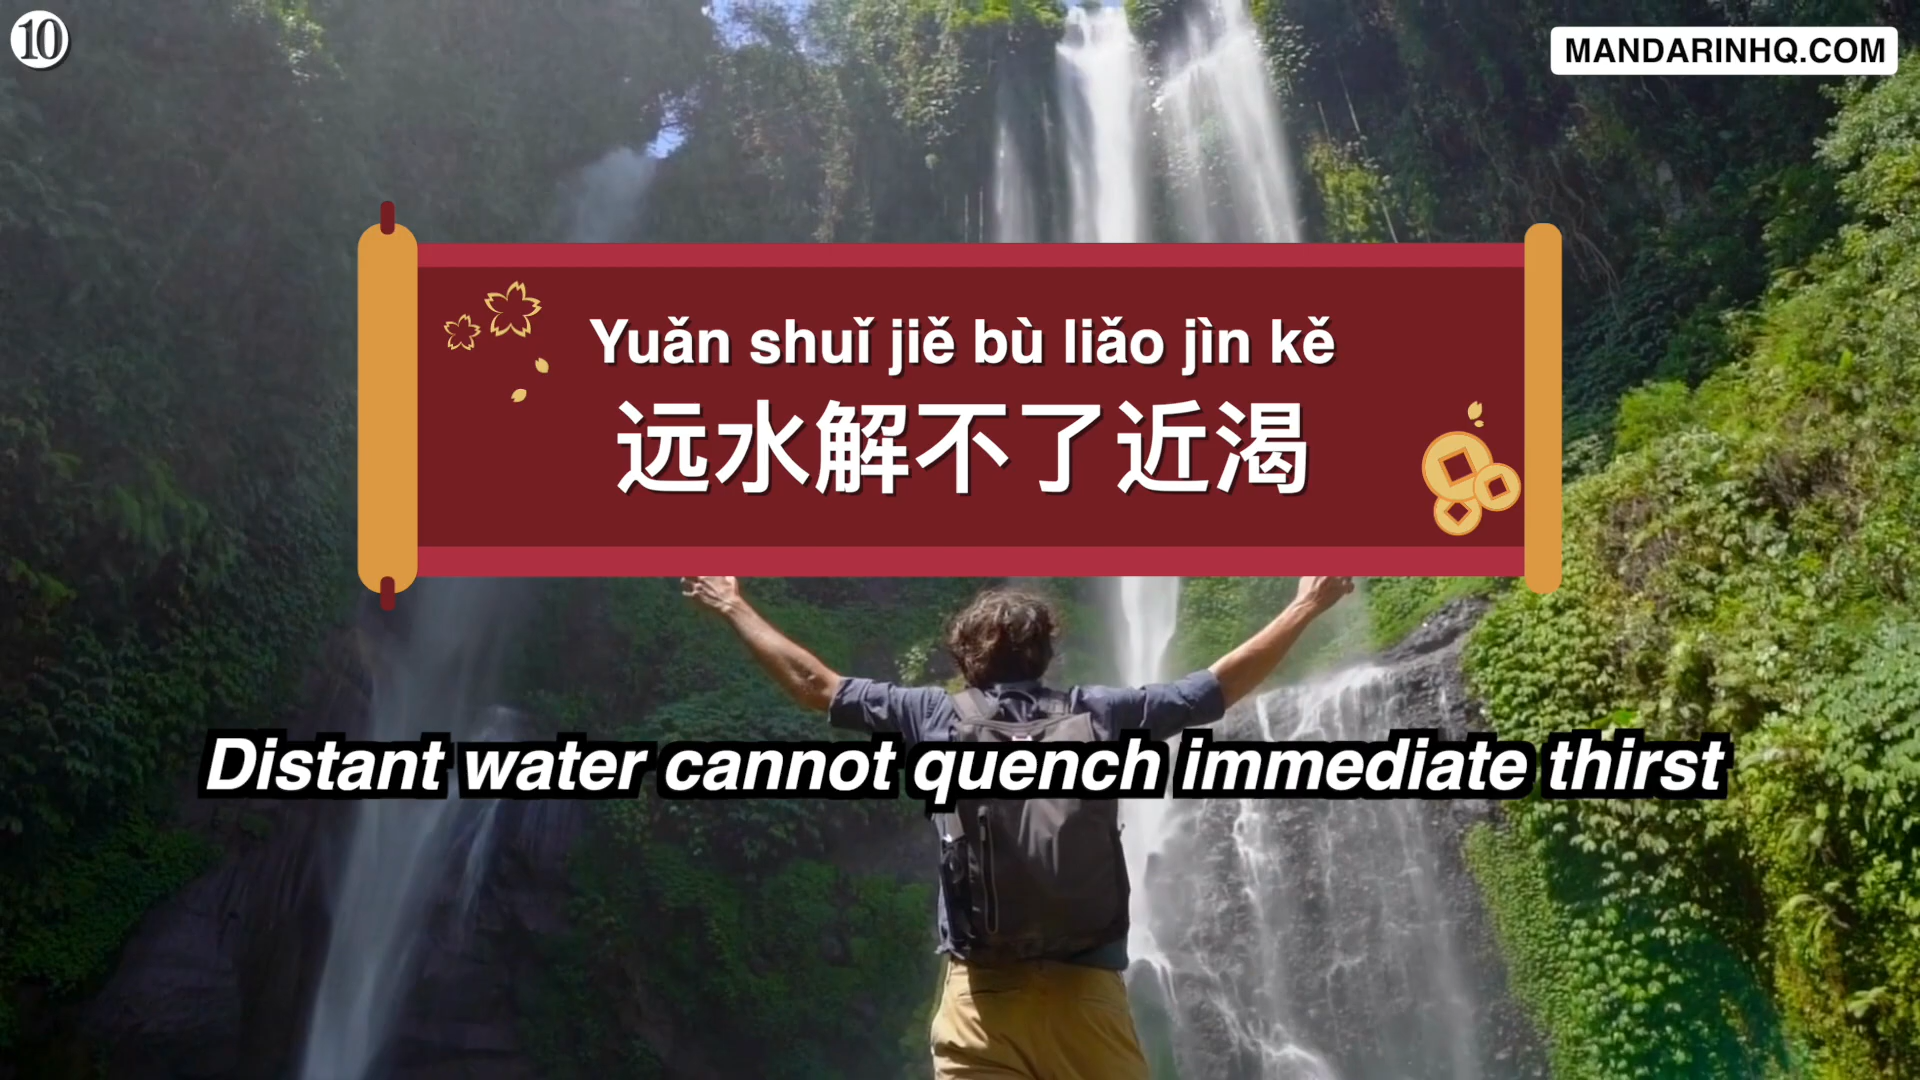 10
MANDARINHQ.COM
Yuǎn shuǐ jiě bù liǎo jìn kě
远水解不了近渴
Distant water cannot quench immediate thirst